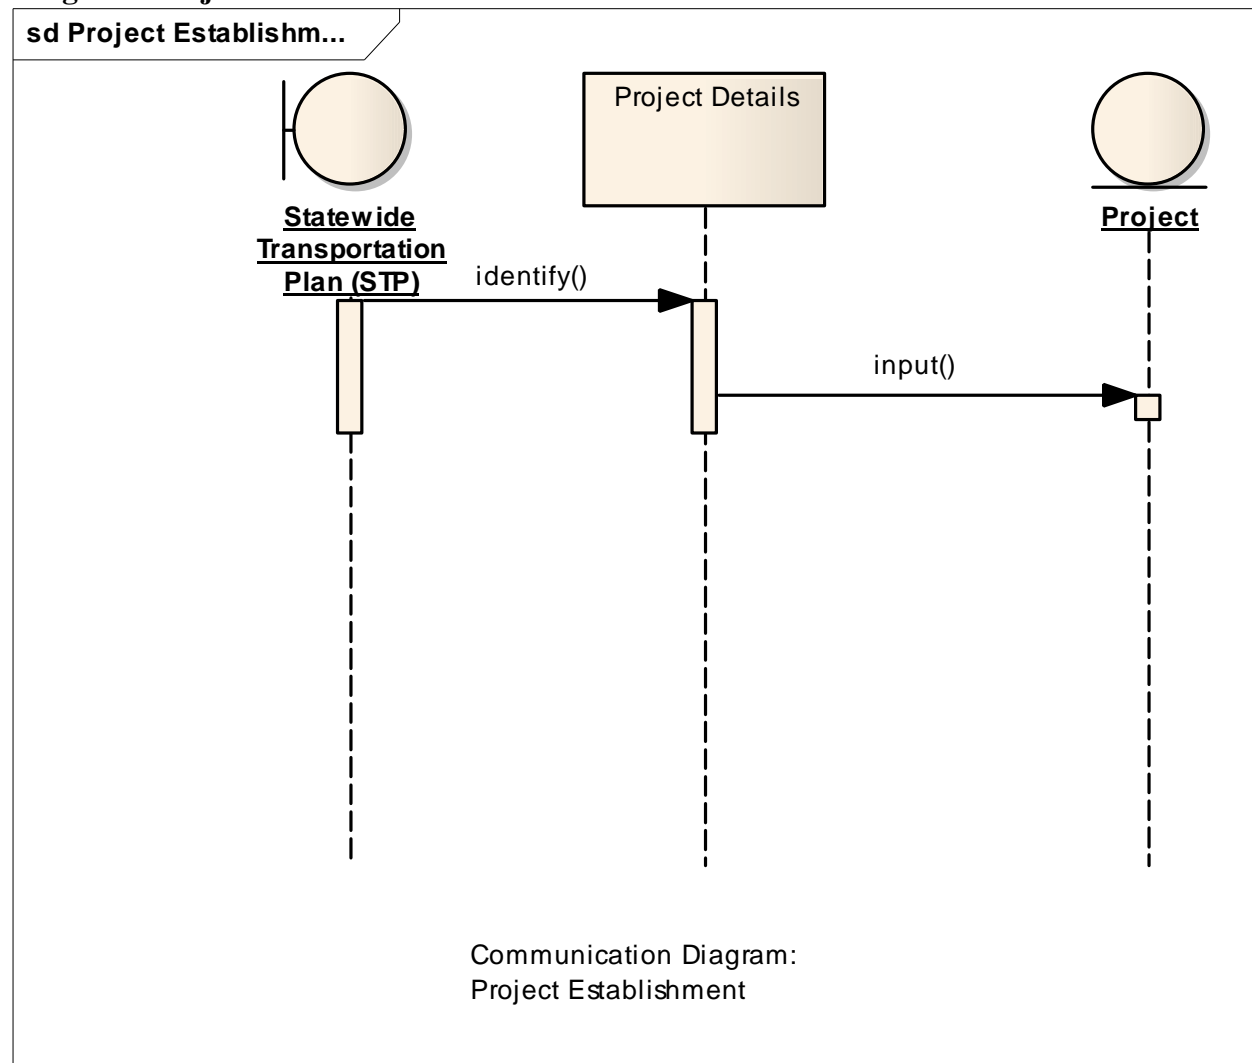 sd Project Establishm...
Project Details
Statewide
Transportation
Plan (STP)
Project
identify()
input()
Communication Diagram:
Project Establishment